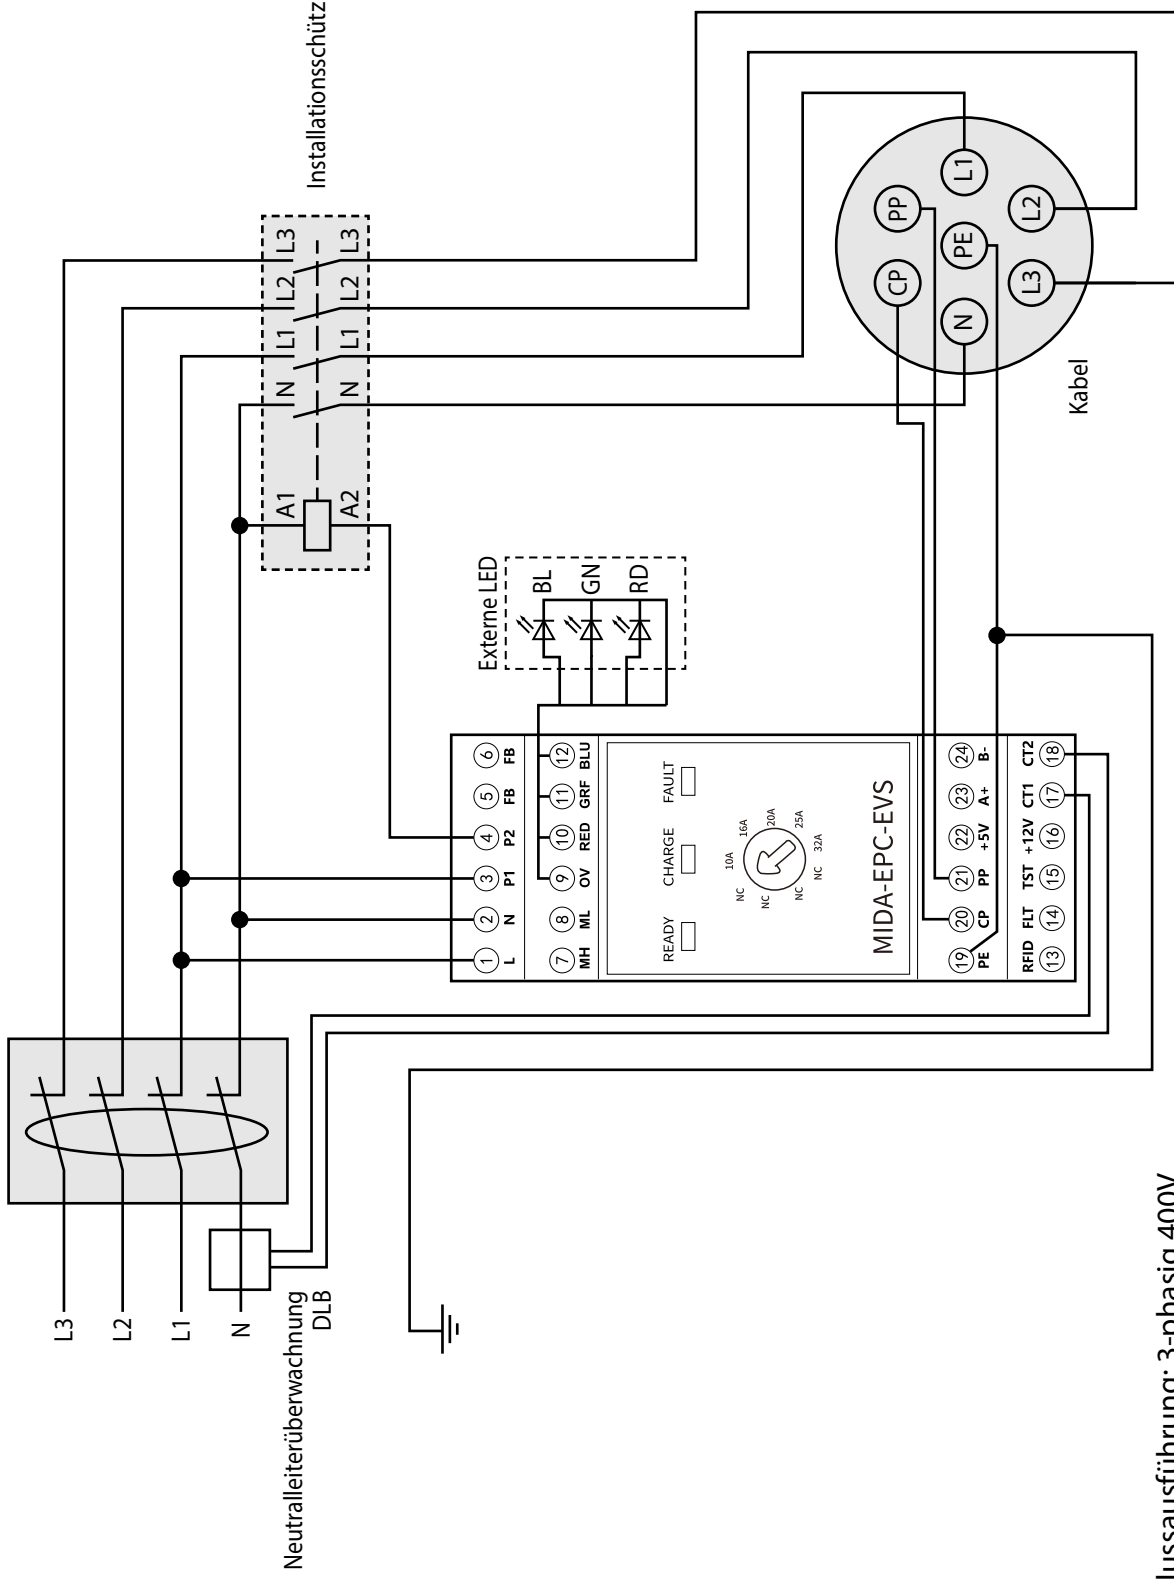 L3
L2
L1
N
Neutralleiterüberwachnung
DLB
Installationsschütz
N L1 L2 L3
N L1 L2 L3
A1
A2
Externe LED
BL
GN
RD
1 2 3 4 5 6
L N P1 P2 FB FB
7 8 9 10 11 12
MH ML OV RED GRF BLU
READY CHARGE FAULT
NC
10A
16A
20A
25A
32A
NC
NC
NC
MIDA-EPC-EVS
19 20 21 22 23 24
PE CP PP +5V A+ B-
RFID FLT TST +12V CT1 CT2
13 14 15 16 17 18
CP PP
N PE L1
L3 L2
Kabel
lussausführung: 3-phasig 400V